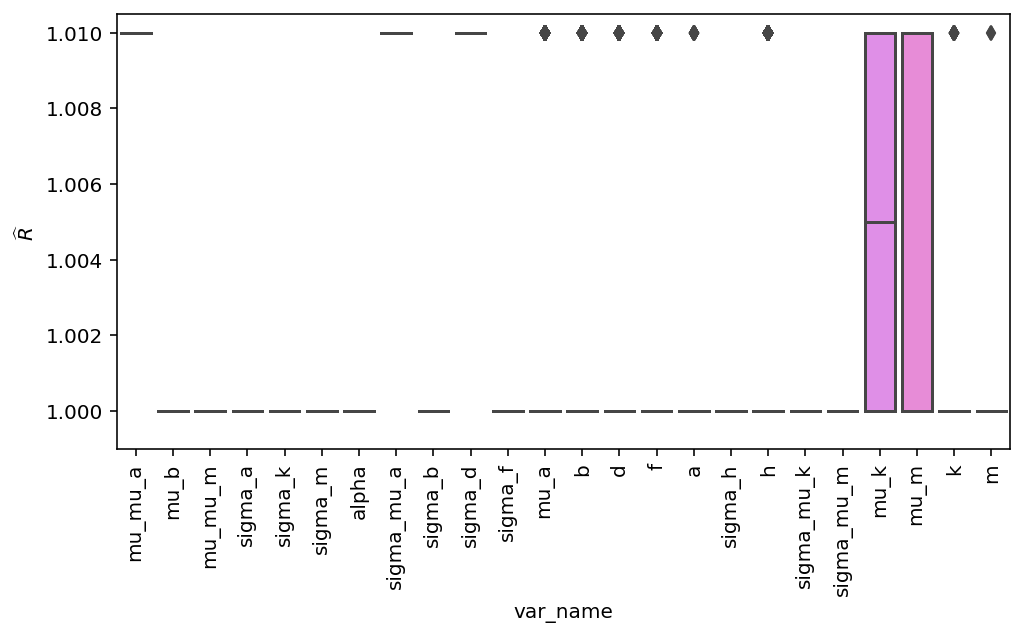 1.010
1.008
1.006
1.004
1.002
1.000
R̂
mu_mu_a
mu_b
mu_mu_m
sigma_a
sigma_k
sigma_m
alpha
sigma_mu_a
sigma_b
sigma_d
sigma_f
mu_a
b
d
f
a
sigma_h
h
sigma_mu_k
sigma_mu_m
mu_k
mu_m
k
m
var_name